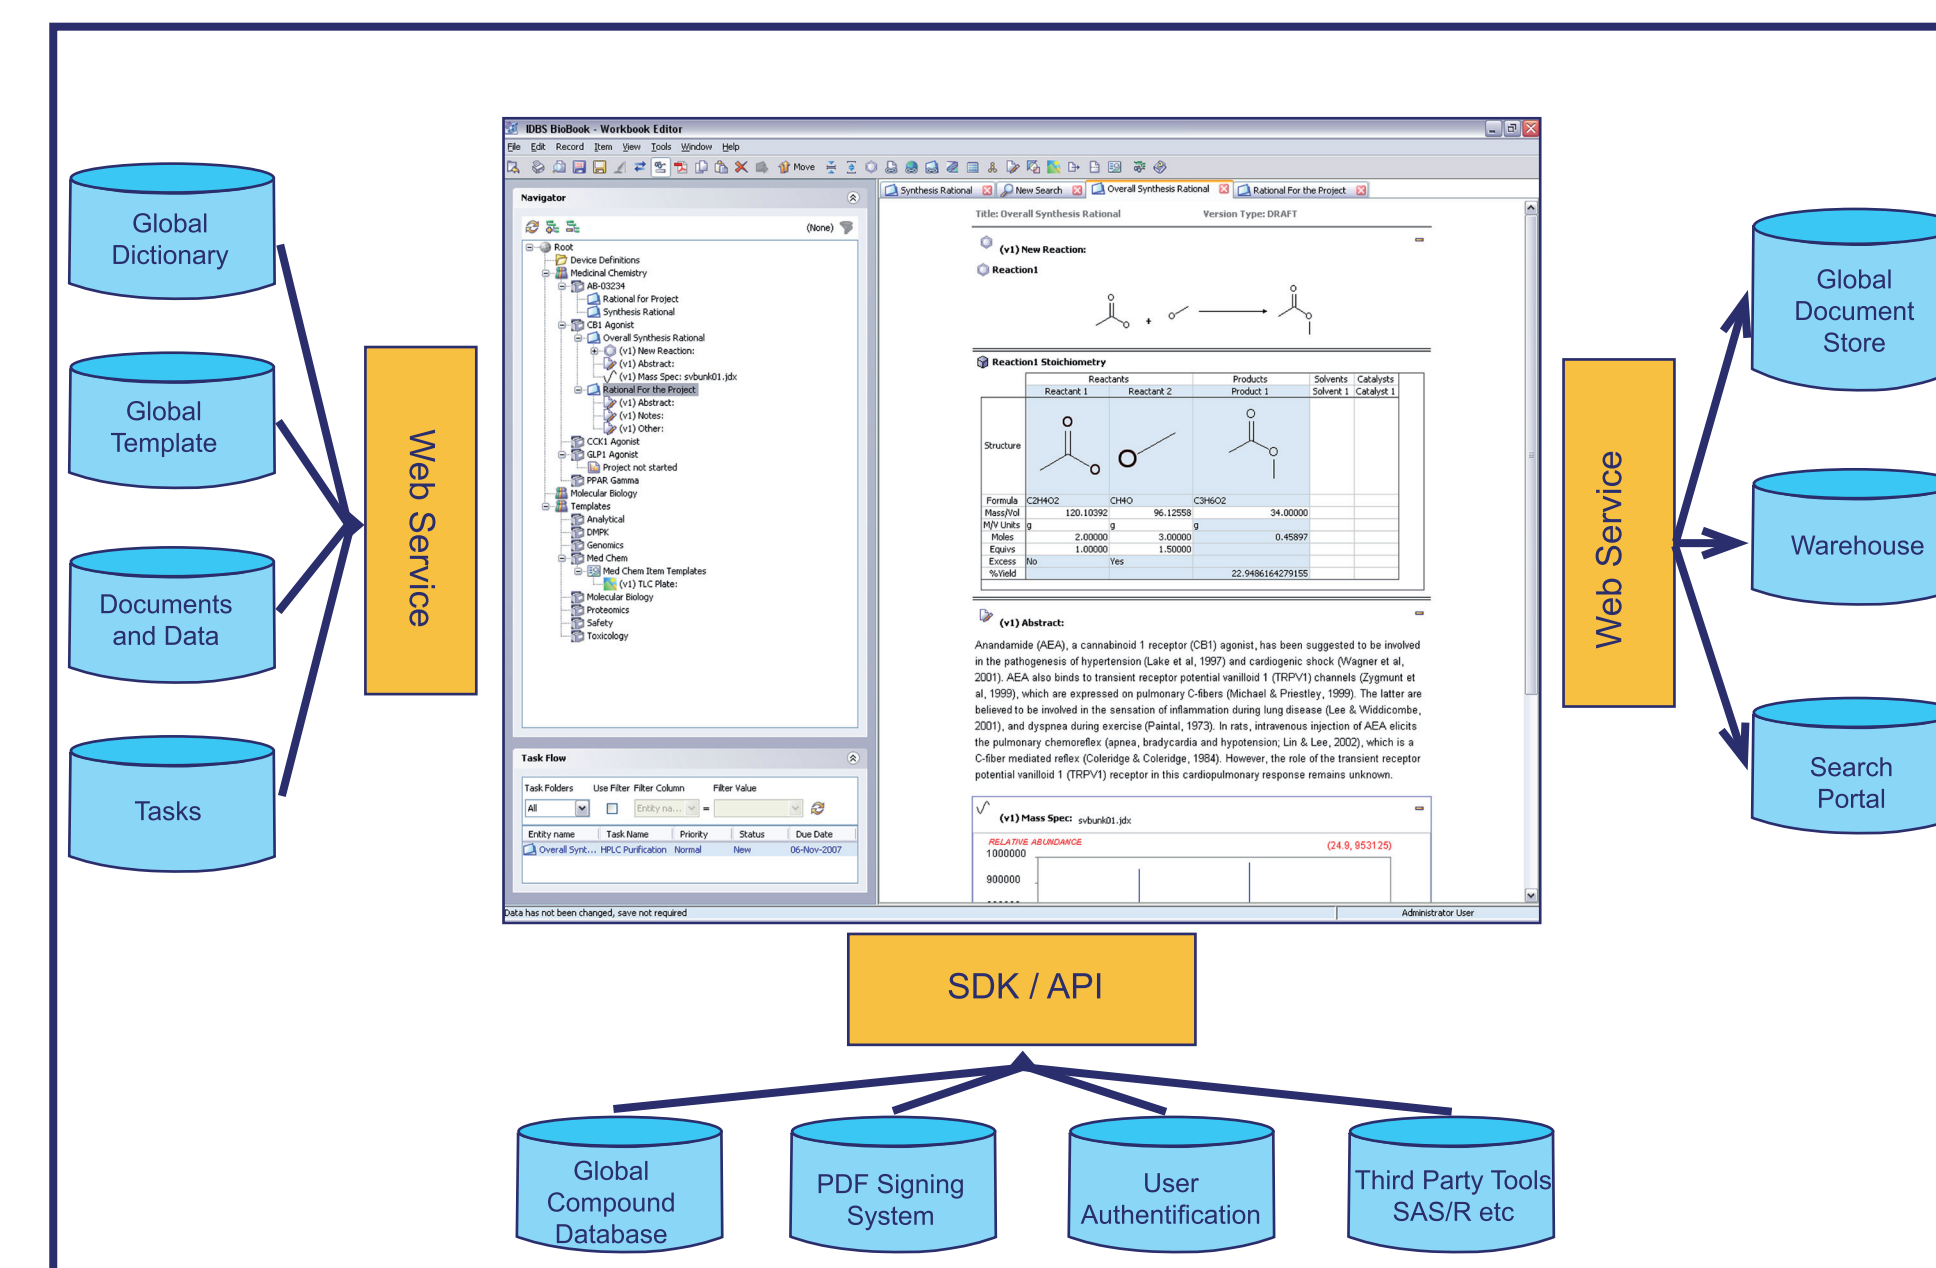 Global
Dictionary
Global
Template
Documents
and Data
Tasks
Web Service
IDBS BioBook - Workbook Editor
File Edit Record Item View Tools Window Help
Move
Navigator
(None)
Root
Device Definitions
Medicinal Chemistry
AB-03234
Rational for Project
Synthesis Rational
CB1 Agonist
Overall Synthesis Rational
(v1) New Reaction:
(v1) Abstract:
(v1) Mass Spec: svbunk01.jdx
Rational For the Project
(v1) Abstract:
(v1) Notes:
(v1) Other:
CCK1 Agonist
GLP1 Agonist
Project not started
PPAR Gamma
Molecular Biology
Templates
Analytical
DMPK
Genomics
Med Chem
Med Chem Item Templates
(v1) TLC Plate:
Molecular Biology
Proteomics
Safety
Toxicology
Task Flow
Task Folders Use Filter Filter Column Filter Value
All Entity na... =
Entity name Task Name Priority Status Due Date
Overall Synt... HPLC Purification Normal New 06-Nov-2007
Data has not been changed, save not required
Administrator User
Synthesis Rational New Search Overall Synthesis Rational Rational For the Project
Title: Overall Synthesis Rational Version Type: DRAFT
(v1) New Reaction:
Reaction1
O O + O O O
Reaction1 Stoichiometry
Reactants Products Solvents Catalysts
Reactant 1 Reactant 2 Product 1 Solvent 1 Catalyst 1
Structure O O O O O
Formula C2H4O2 CH4O C3H6O2
Mass/Vol 120.10392 96.12558 34.00000
M/V Units g g g
Moles 2.00000 3.00000 0.45897
Equivs 1.00000 1.50000
Excess No Yes
%Yield 22.9486164279155
(v1) Abstract:
Anandamide (AEA), a cannabinoid 1 receptor (CB1) agonist, has been suggested to be involved
in the pathogenesis of hypertension (Lake et al, 1997) and cardiogenic shock (Wagner et al,
2001). AEA also binds to transient receptor potential vanilloid 1 (TRPV1) channels (Zygmunt et
al, 1999), which are expressed on pulmonary C-fibers (Michael & Priestley, 1999). The latter are
believed to be involved in the sensation of inflammation during lung disease (Lee & Widdicombe,
2001), and dyspnea during exercise (Paintal, 1973). In rats, intravenous injection of AEA elicits
the pulmonary chemoreflex (apnea, bradycardia and hypotension; Lin & Lee, 2002), which is a
C-fiber mediated reflex (Coleridge & Coleridge, 1984). However, the role of the transient receptor
potential vanilloid 1 (TRPV1) receptor in this cardiopulmonary response remains unknown.
(v1) Mass Spec: svbunk01.jdx
RELATIVE ABUNDANCE (24.9, 953125)
1000000
900000
Web Service
Global
Document
Store
Warehouse
Search
Portal
SDK / API
Global
Compound
Database
PDF Signing
System
User
Authentification
Third Party Tools
SAS/R etc